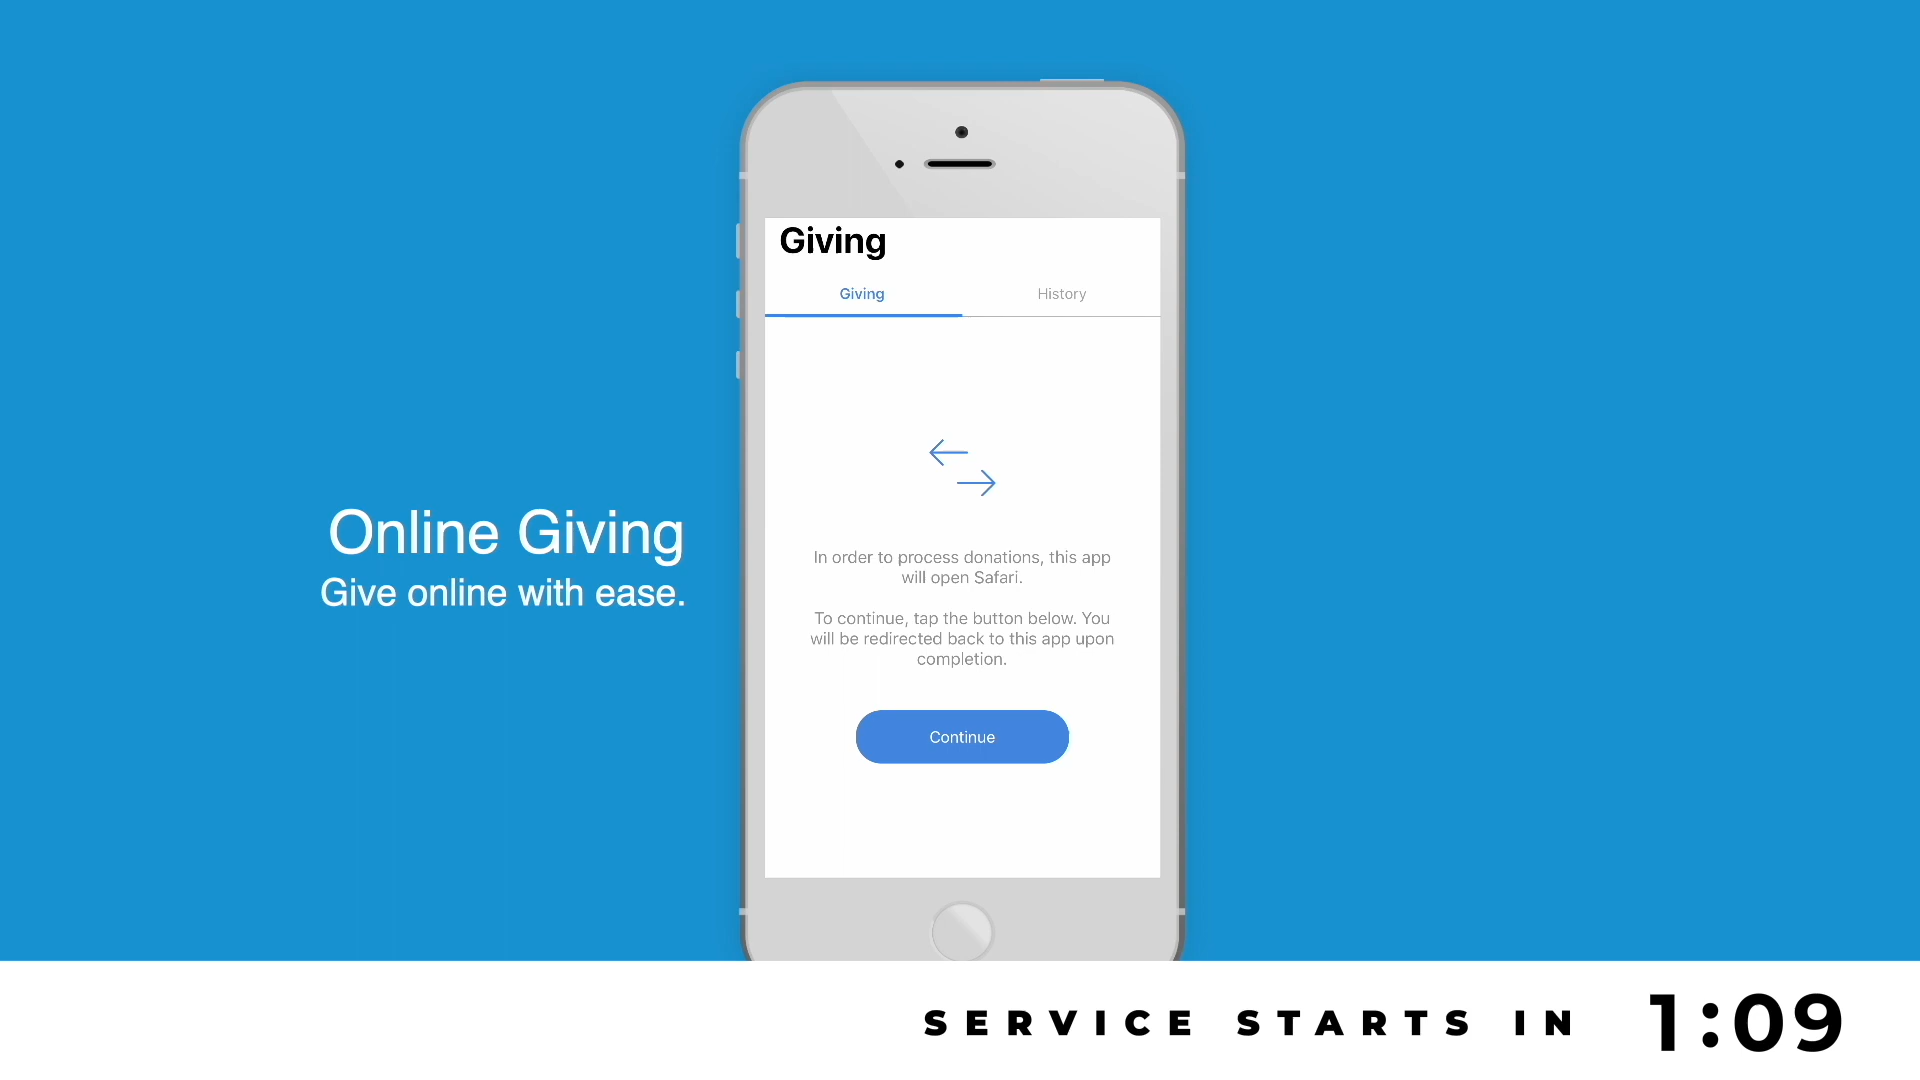 Giving
Giving
History
Online Giving
Give online with ease.
In order to process donations, this app
will open Safari.
To continue, tap the button below. You
will be redirected back to this app upon
completion.
Continue
SERVICE STARTS IN 1:09